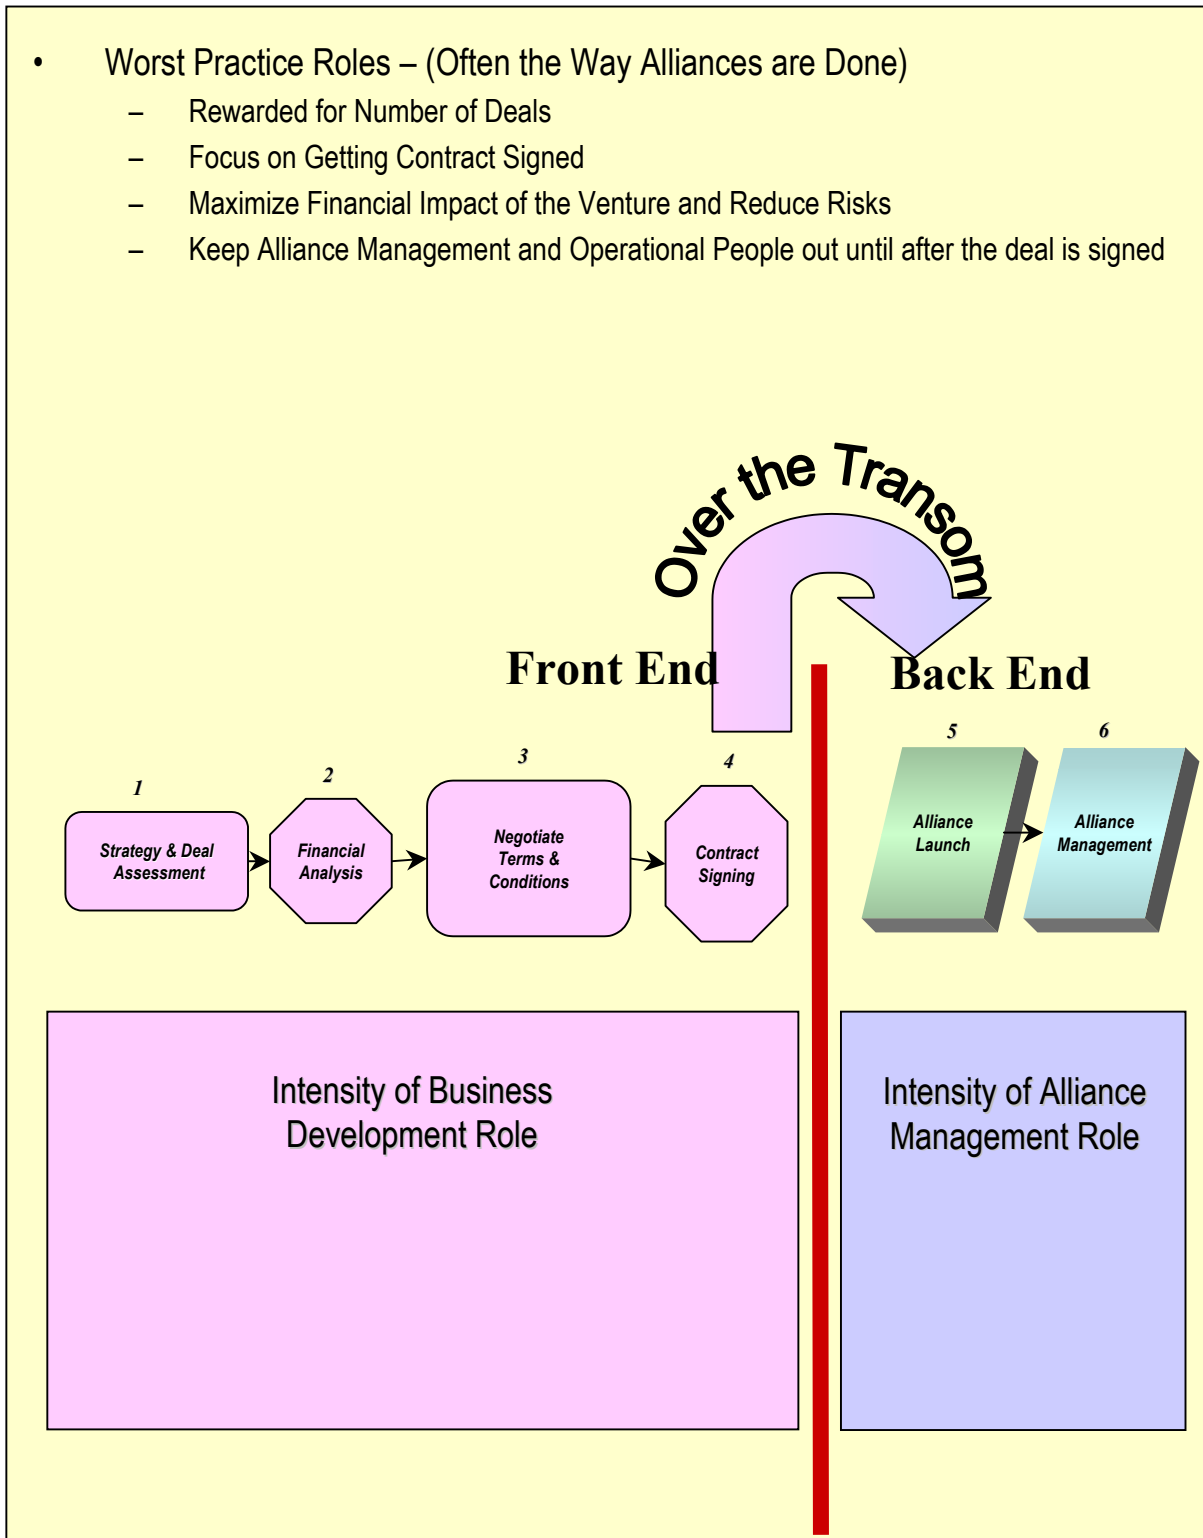 • Worst Practice Roles – (Often the Way Alliances are Done)
– Rewarded for Number of Deals
– Focus on Getting Contract Signed
– Maximize Financial Impact of the Venture and Reduce Risks
– Keep Alliance Management and Operational People out until after the deal is signed
Over the Transom
Front End
Back End
1
Strategy & Deal
Assessment
2
Financial
Analysis
3
Negotiate
Terms &
Conditions
4
Contract
Signing
5
Alliance
Launch
6
Alliance
Management
Intensity of Business
Development Role
Intensity of Alliance
Management Role